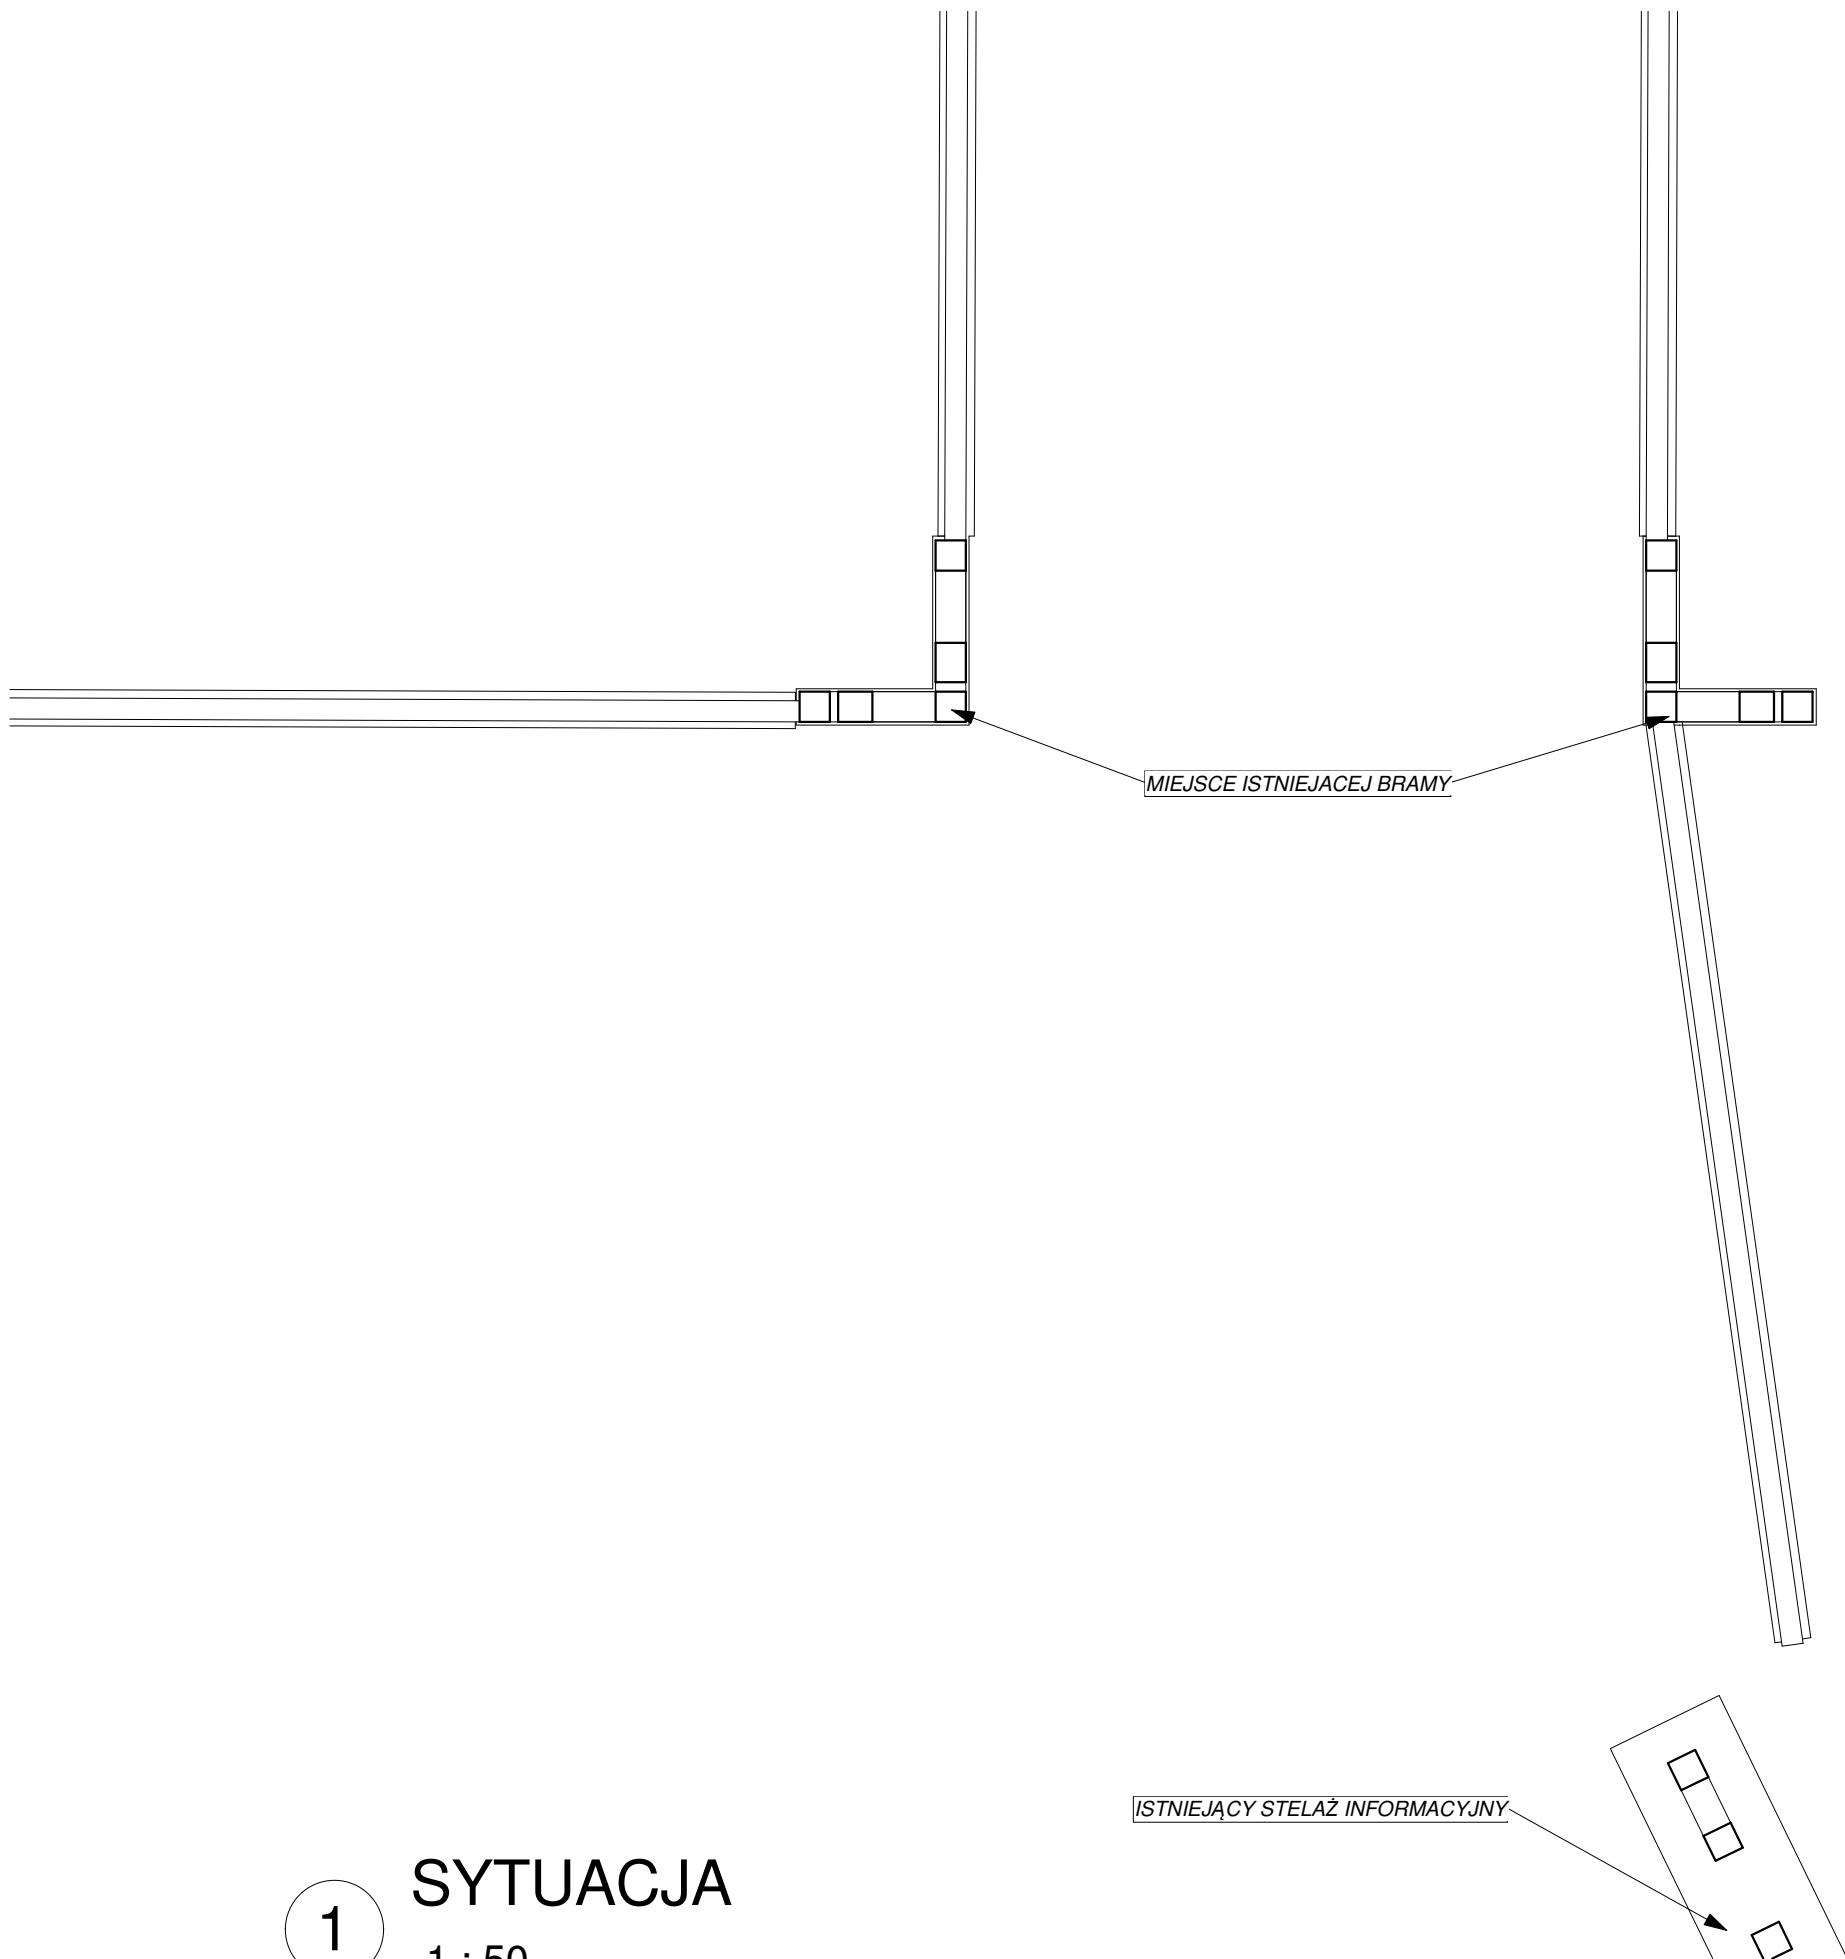 MIEJSCE ISTNIEJACEJ BRAMY
ISTNIEJĄCY STELAŻ INFORMACYJNY
SYTUACJA
1
1 : 50